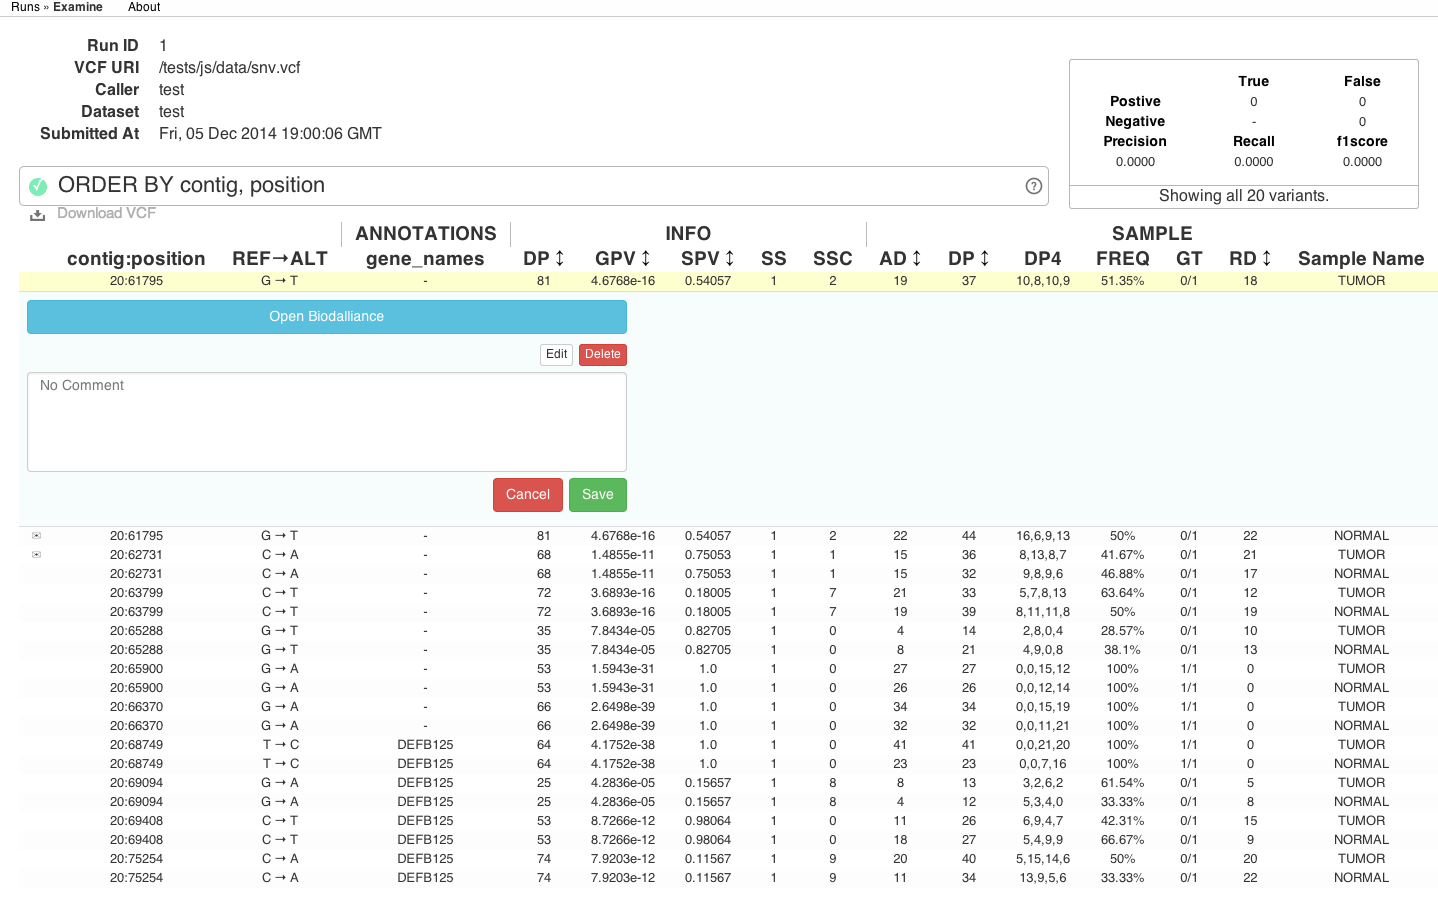 Runs » Examine About
Run ID 1
VCF URI /tests/js/data/snv.vcf
Caller test
Dataset test
Submitted At Fri, 05 Dec 2014 19:00:06 GMT
True False
Postive 0 0
Negative - 0
Precision Recall f1score
0.0000 0.0000 0.0000
Showing all 20 variants.
ORDER BY contig, position ?
Download VCF
ANNOTATIONS INFO SAMPLE
contig:position REF→ALT gene_names DP ↕ GPV ↕ SPV ↕ SS SSC AD ↕ DP ↕ DP4 FREQ GT RD ↕ Sample Name
20:61795 G → T - 81 4.6768e-16 0.54057 1 2 19 37 10,8,10,9 51.35% 0/1 18 TUMOR
Open Biodalliance
Edit Delete
No Comment
Cancel Save
20:61795 G → T - 81 4.6768e-16 0.54057 1 2 22 44 16,6,9,13 50% 0/1 22 NORMAL
20:62731 C → A - 68 1.4855e-11 0.75053 1 1 15 36 8,13,8,7 41.67% 0/1 21 TUMOR
20:62731 C → A - 68 1.4855e-11 0.75053 1 1 15 32 9,8,9,6 46.88% 0/1 17 NORMAL
20:63799 C → T - 72 3.6893e-16 0.18005 1 7 21 33 5,7,8,13 63.64% 0/1 12 TUMOR
20:63799 C → T - 72 3.6893e-16 0.18005 1 7 19 39 8,11,11,8 50% 0/1 19 NORMAL
20:65288 G → T - 35 7.8434e-05 0.82705 1 0 4 14 2,8,0,4 28.57% 0/1 10 TUMOR
20:65288 G → T - 35 7.8434e-05 0.82705 1 0 8 21 4,9,0,8 38.1% 0/1 13 NORMAL
20:65900 G → A - 53 1.5943e-31 1.0 1 0 27 27 0,0,15,12 100% 1/1 0 TUMOR
20:65900 G → A - 53 1.5943e-31 1.0 1 0 26 26 0,0,12,14 100% 1/1 0 NORMAL
20:66370 G → A - 66 2.6498e-39 1.0 1 0 34 34 0,0,15,19 100% 1/1 0 TUMOR
20:66370 G → A - 66 2.6498e-39 1.0 1 0 32 32 0,0,11,21 100% 1/1 0 NORMAL
20:68749 T → C DEFB125 64 4.1752e-38 1.0 1 0 41 41 0,0,21,20 100% 1/1 0 TUMOR
20:68749 T → C DEFB125 64 4.1752e-38 1.0 1 0 23 23 0,0,7,16 100% 1/1 0 NORMAL
20:69094 G → A DEFB125 25 4.2836e-05 0.15657 1 8 8 13 3,2,6,2 61.54% 0/1 5 TUMOR
20:69094 G → A DEFB125 25 4.2836e-05 0.15657 1 8 4 12 5,3,4,0 33.33% 0/1 8 NORMAL
20:69408 C → T DEFB125 53 8.7266e-12 0.98064 1 0 11 26 6,9,4,7 42.31% 0/1 15 TUMOR
20:69408 C → T DEFB125 53 8.7266e-12 0.98064 1 0 18 27 5,4,9,9 66.67% 0/1 9 NORMAL
20:75254 C → A DEFB125 74 7.9203e-12 0.11567 1 9 20 40 5,15,14,6 50% 0/1 20 TUMOR
20:75254 C → A DEFB125 74 7.9203e-12 0.11567 1 9 11 34 13,9,5,6 33.33% 0/1 22 NORMAL